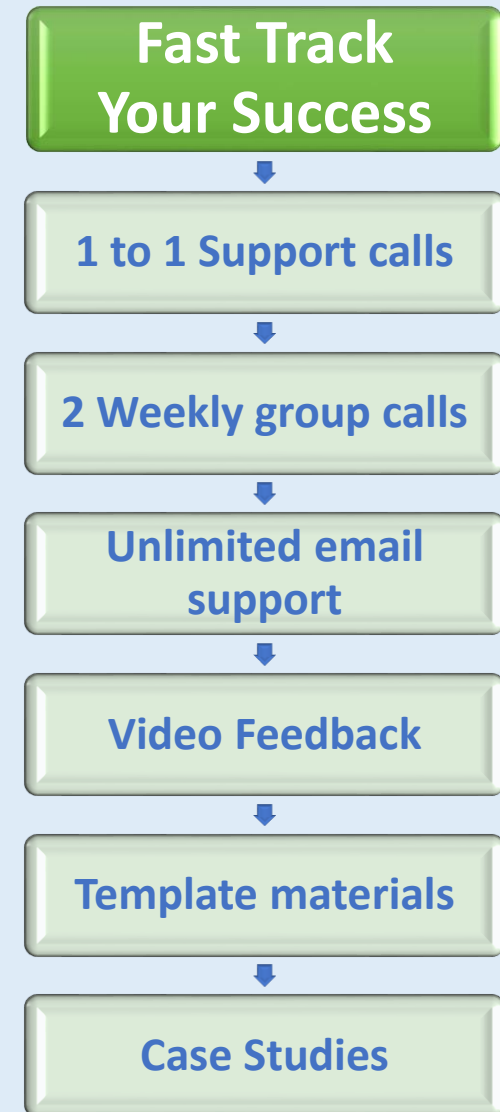 Fast Track
Your Success
1 to 1 Support calls
2 Weekly group calls
Unlimited email
support
Video Feedback
Template materials
Case Studies